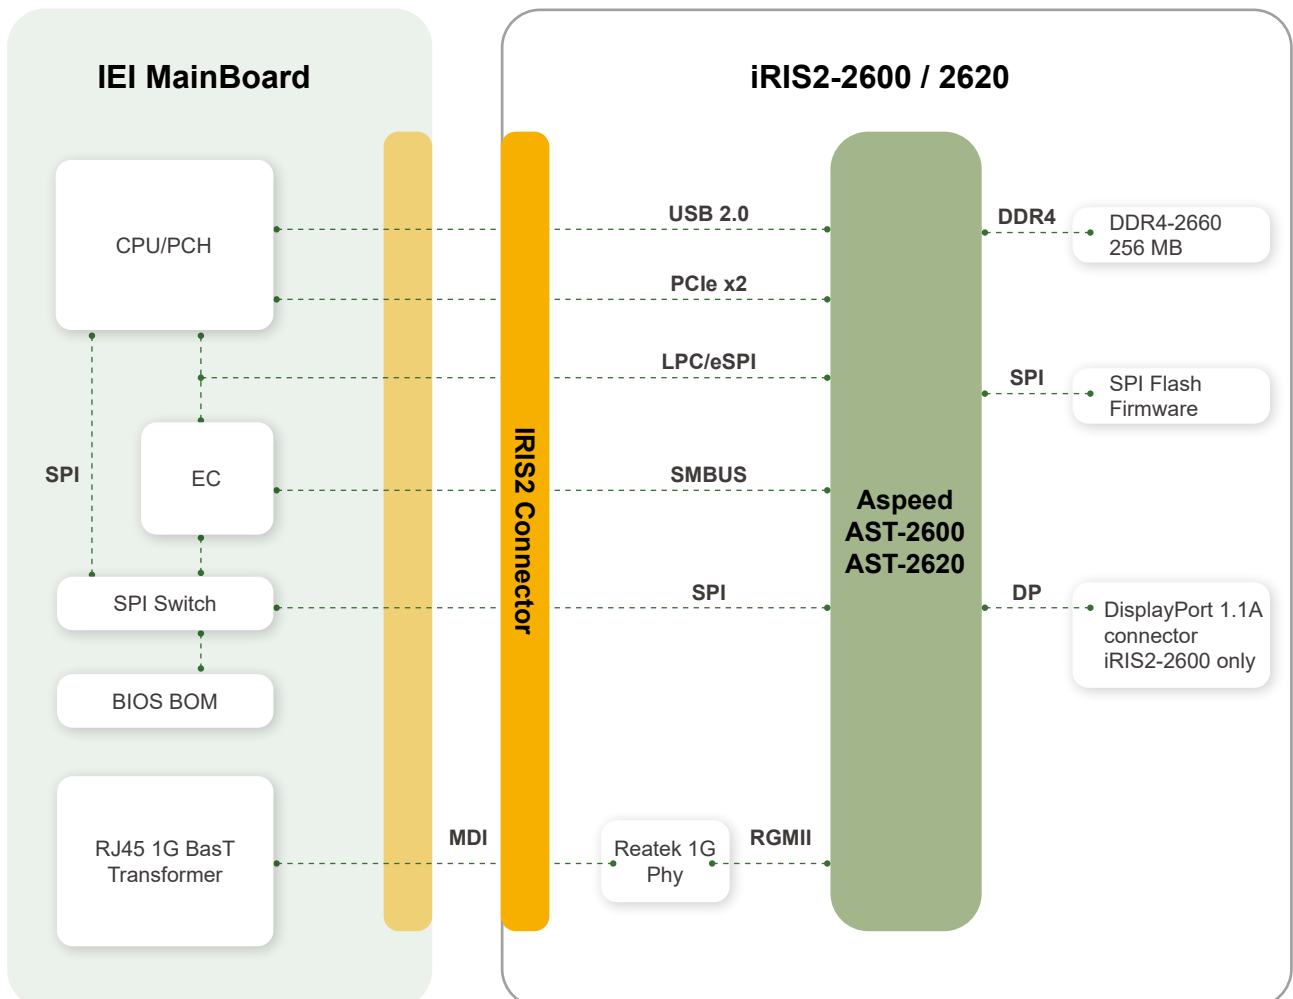 IEI MainBoard
iRIS2-2600 / 2620
CPU/PCH
USB 2.0
PCIe x2
LPC/eSPI
DDR4
DDR4-2660
256 MB
SPI
SPI Flash
Firmware
SPI
EC
SMBUS
IRIS2 Connector
Aspeed
AST-2600
AST-2620
SPI Switch
SPI
DP
DisplayPort 1.1A
connector
iRIS2-2600 only
BIOS BOM
RJ45 1G BasT
Transformer
MDI
Reatek 1G
Phy
RGMII